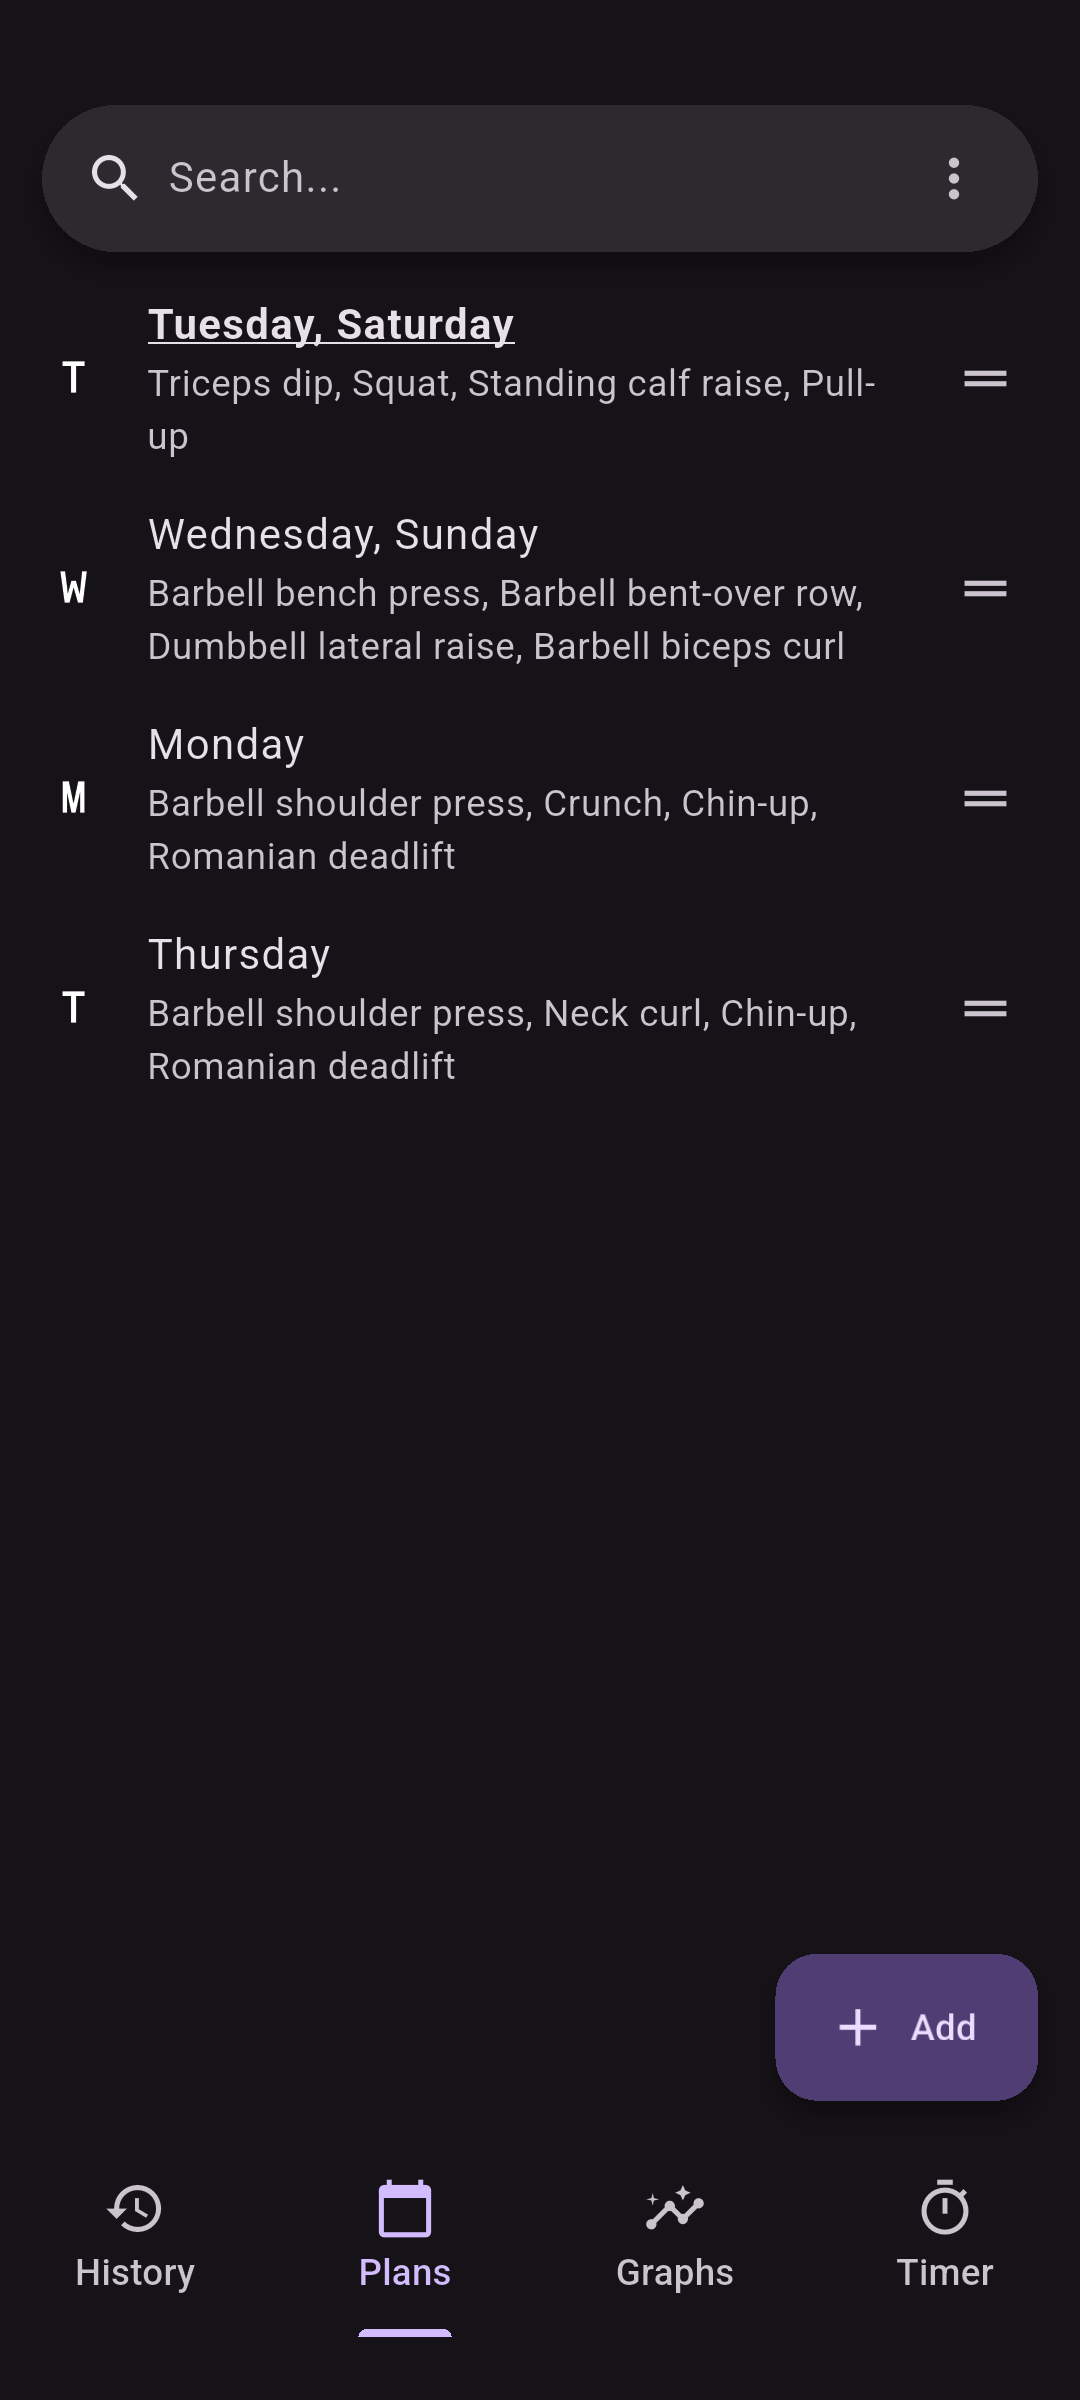 Search...
Tuesday, Saturday
T
Triceps dip, Squat, Standing calf raise, Pull-
up
Wednesday, Sunday
W
Barbell bench press, Barbell bent-over row,
Dumbbell lateral raise, Barbell biceps curl
Monday
M
Barbell shoulder press, Crunch, Chin-up,
Romanian deadlift
Thursday
T
Barbell shoulder press, Neck curl, Chin-up,
Romanian deadlift
Add
History
Plans
Graphs
Timer